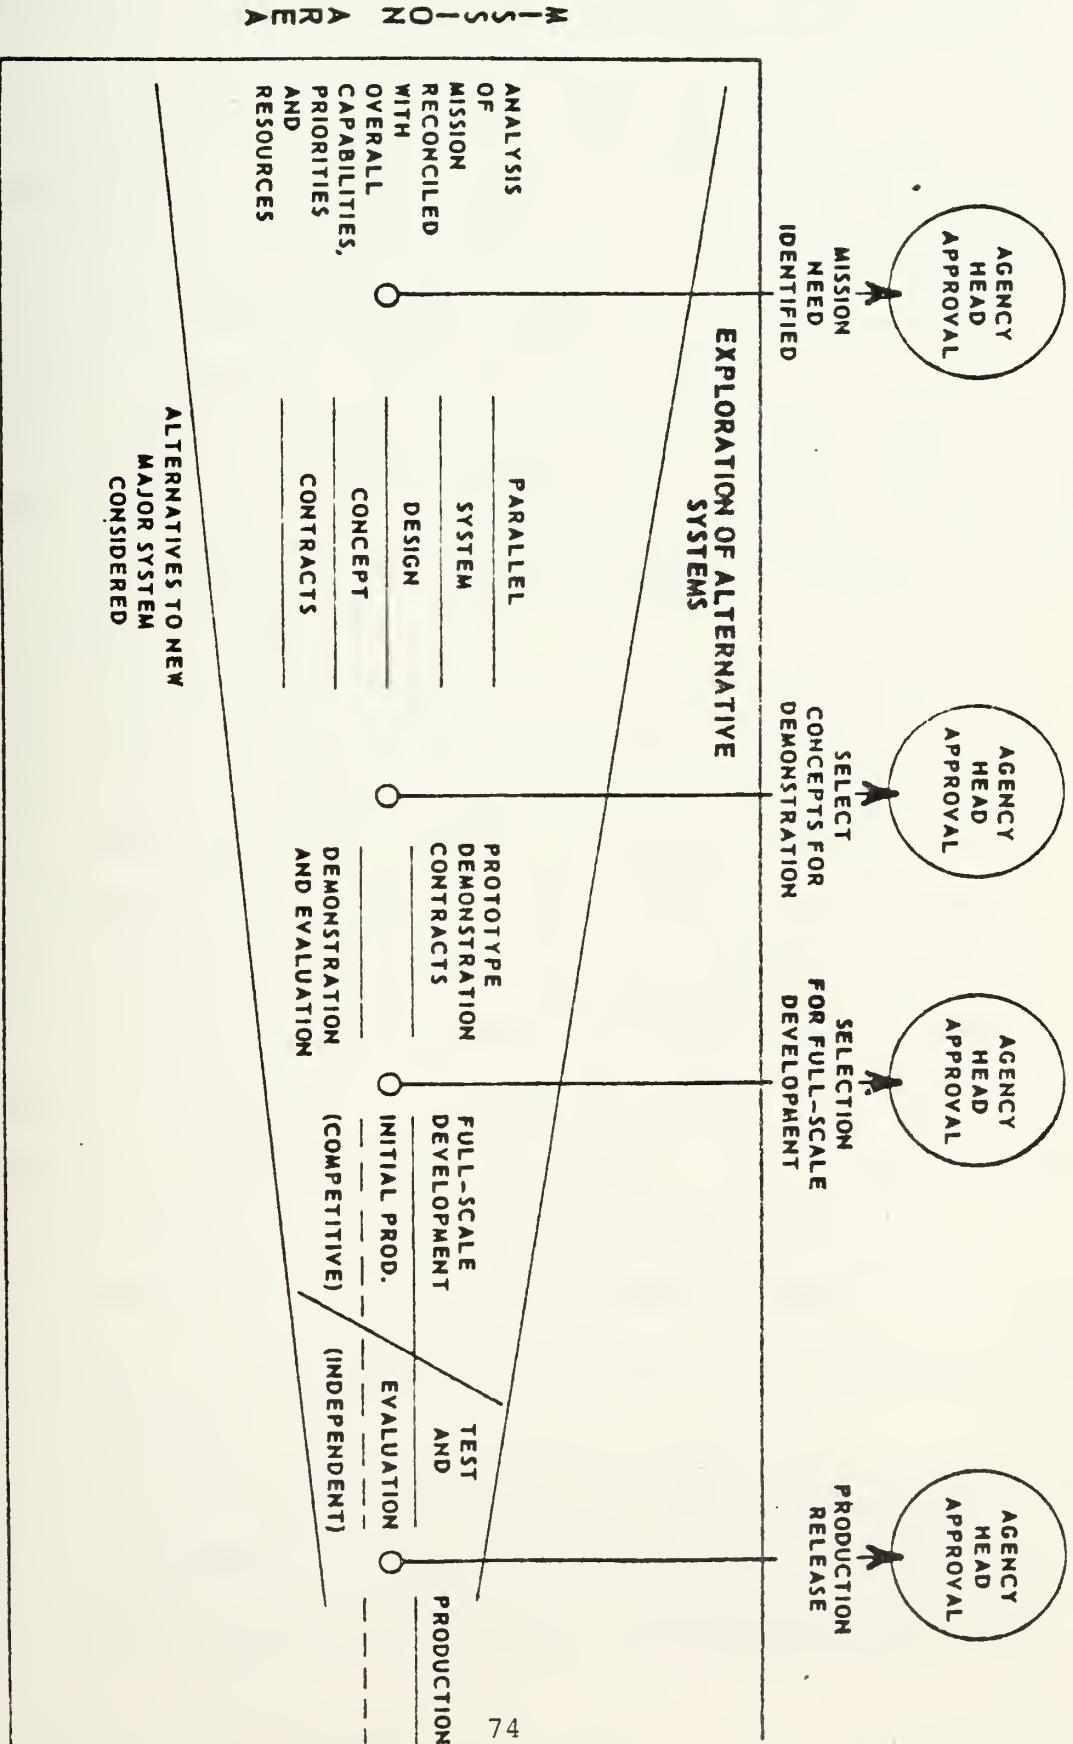 AGENCY
HEAD
APPROVAL
AGENCY
HEAD
APPROVAL
AGENCY
HEAD
APPROVAL
AGENCY
HEAD
APPROVAL
MISSION
NEED
IDENTIFIED
SELECT
CONCEPTS FOR
DEMONSTRATION
SELECTION
FOR FULL-SCALE
DEVELOPMENT
PRODUCTION
RELEASE
EXPLORATION OF ALTERNATIVE
SYSTEMS
MISSION
AREA
ANALYSIS
OF
MISSION
RECONCILED
WITH
OVERALL
CAPABILITIES,
PRIORITIES
AND
RESOURCES
PARALLEL
SYSTEM
DESIGN
CONCEPT
CONTRACTS
PROTOTYPE
DEMONSTRATION
CONTRACTS
DEMONSTRATION
AND EVALUATION
FULL-SCALE
DEVELOPMENT
INITIAL PROD.
(COMPETITIVE)
TEST
AND
EVALUATION
(INDEPENDENT)
PRODUCTION
ALTERNATIVES TO NEW
MAJOR SYSTEM
CONSIDERED
74